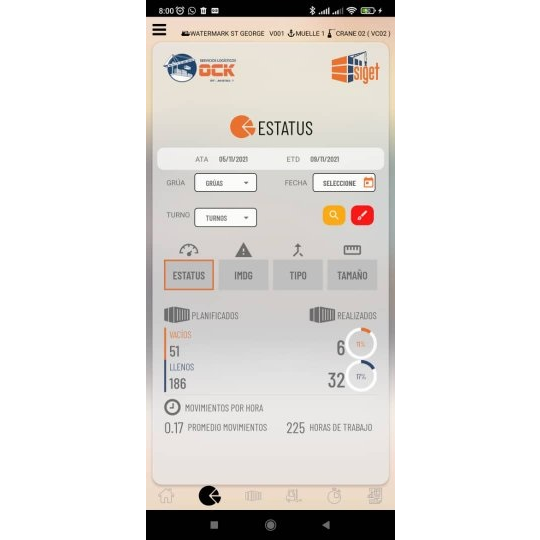 8:00
WATERMARK ST GEORGE V001 MUELLE 1 CRANE 02 ( VC02 )
SERVICIOS LOGÍSTICOS
OCK
siget
ESTATUS
ATA 05/11/2021 ETD 09/11/2021
GRÚA GRÚAS FECHA SELECCIONE
TURNO TURNOS
ESTATUS IMDG TIPO TAMAÑO
PLANIFICADOS REALIZADOS
VACÍOS
51 6 11%
LLENOS
186 32 17%
MOVIMIENTOS POR HORA
0.17 PROMEDIO MOVIMIENTOS 225 HORAS DE TRABAJO